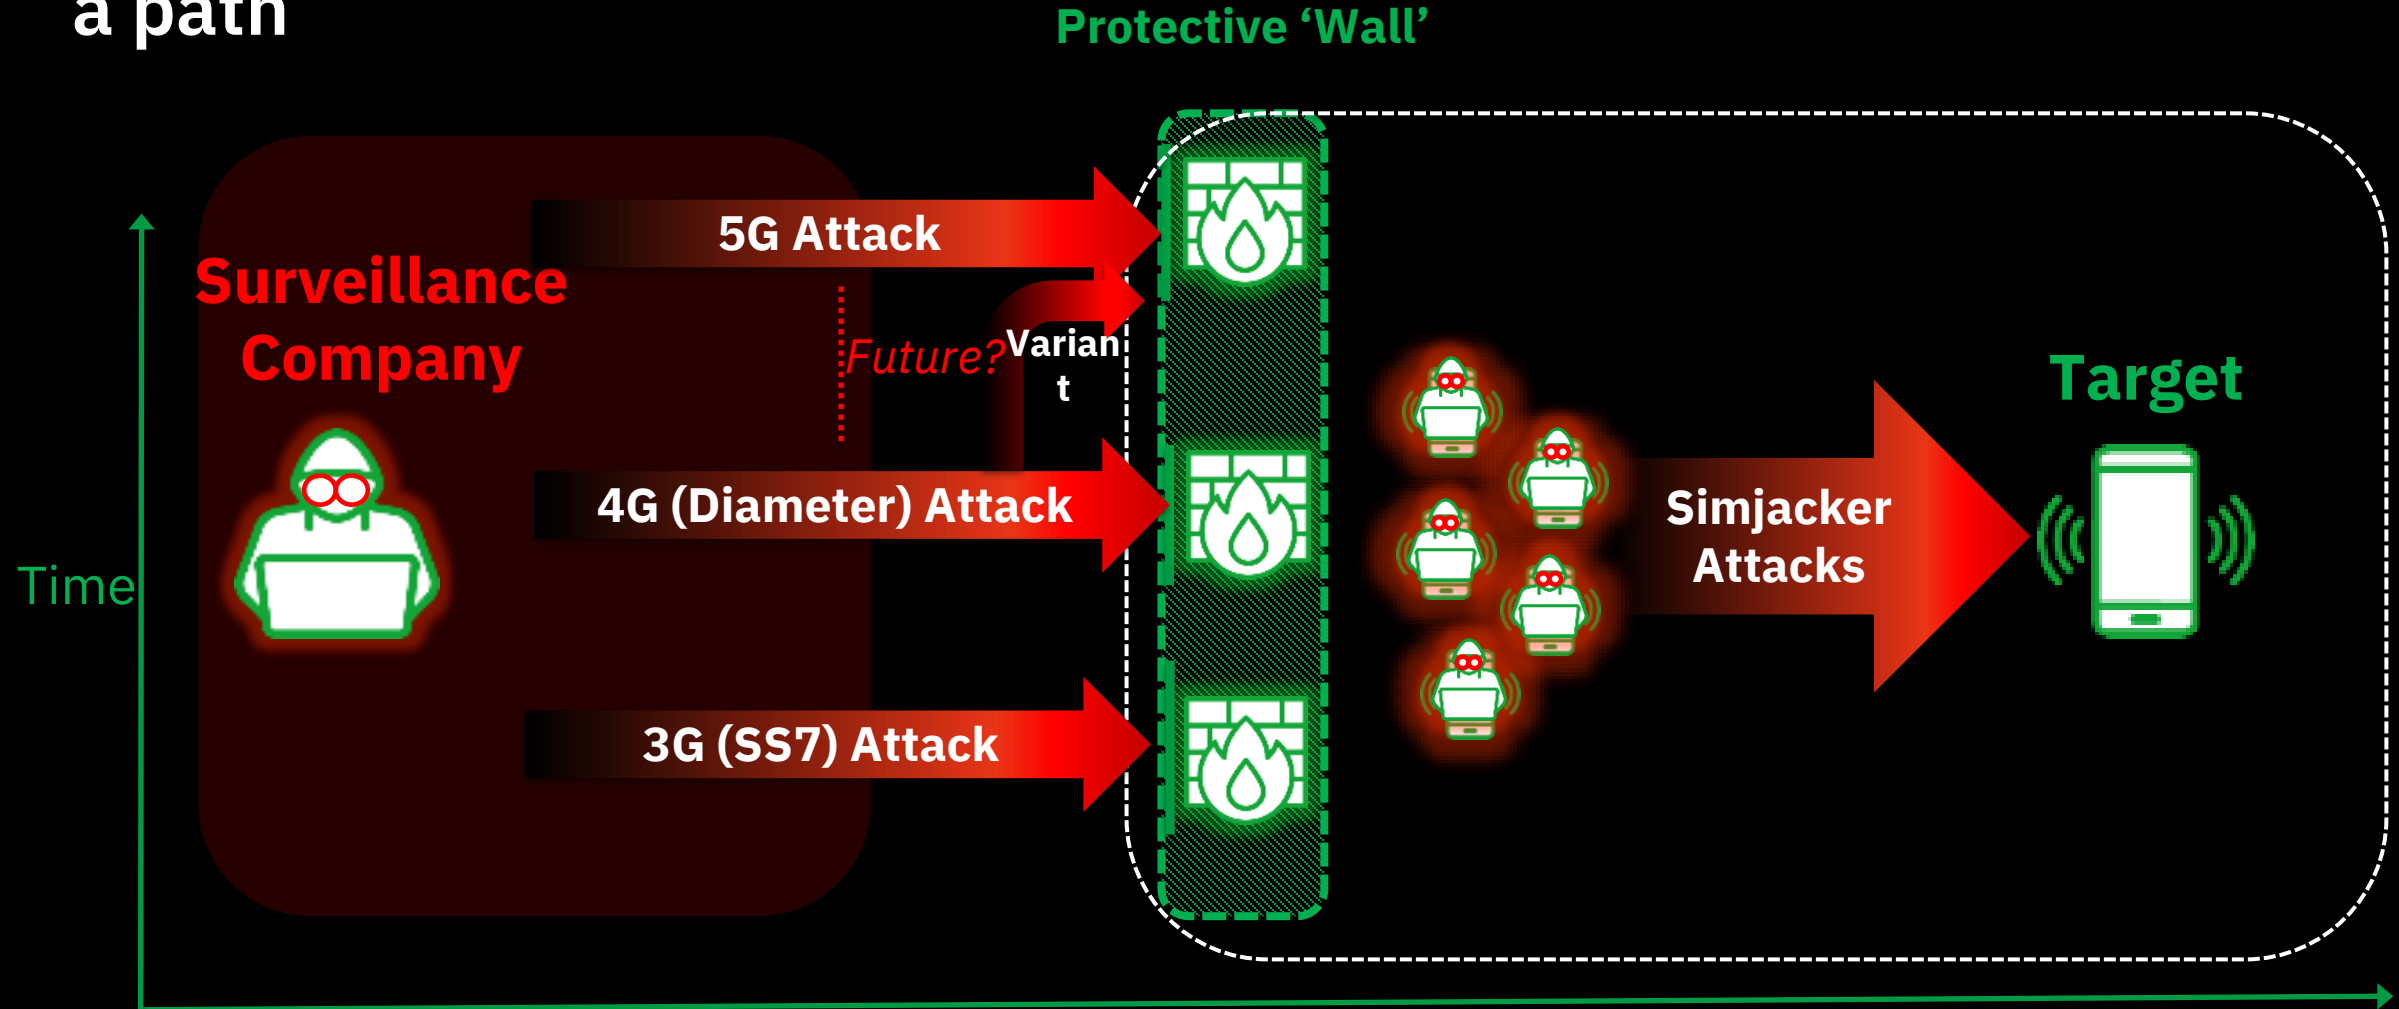 a path
Protective ‘Wall’
5G Attack
Surveillance
Company
Future?
Varian
t
4G (Diameter) Attack
Simjacker
Attacks
Target
Time
3G (SS7) Attack